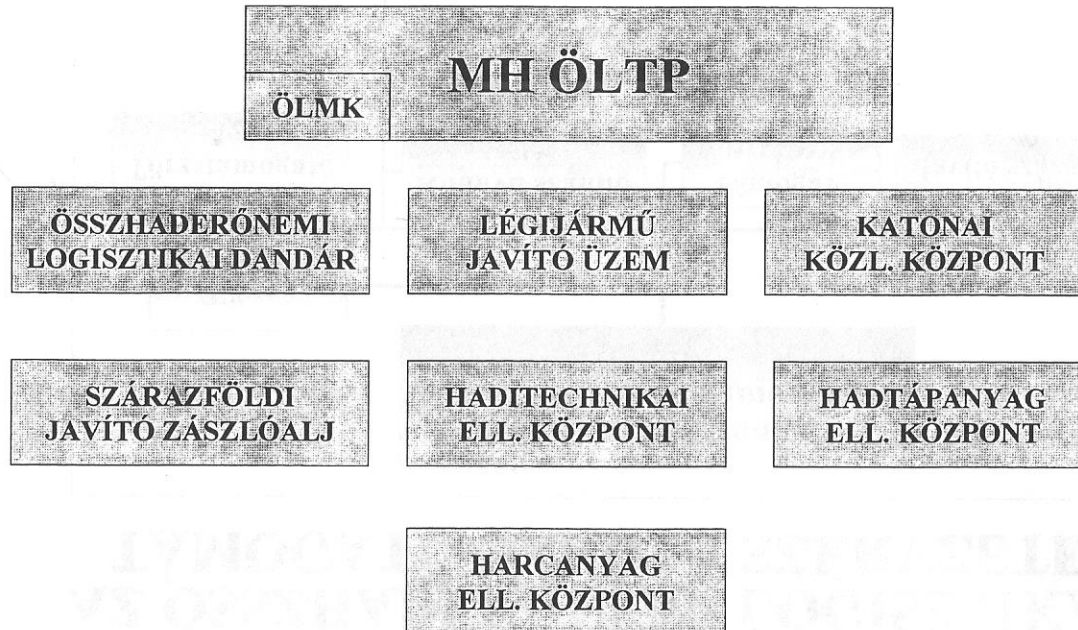 MH ÖLTP
ÖLMK
ÖSSZHADERŐNEMI
LOGISZTIKAI DANDÁR
LÉGIJÁRMŰ
JAVÍTÓ ÜZEM
KATONAI
KÖZL. KÖZPONT
SZÁRAZFÖLDI
JAVÍTÓ ZÁSZLÓALJ
HADITECHNIKAI
ELL. KÖZPONT
HADTÁPANYAG
ELL. KÖZPONT
HARCANYAG
ELL. KÖZPONT